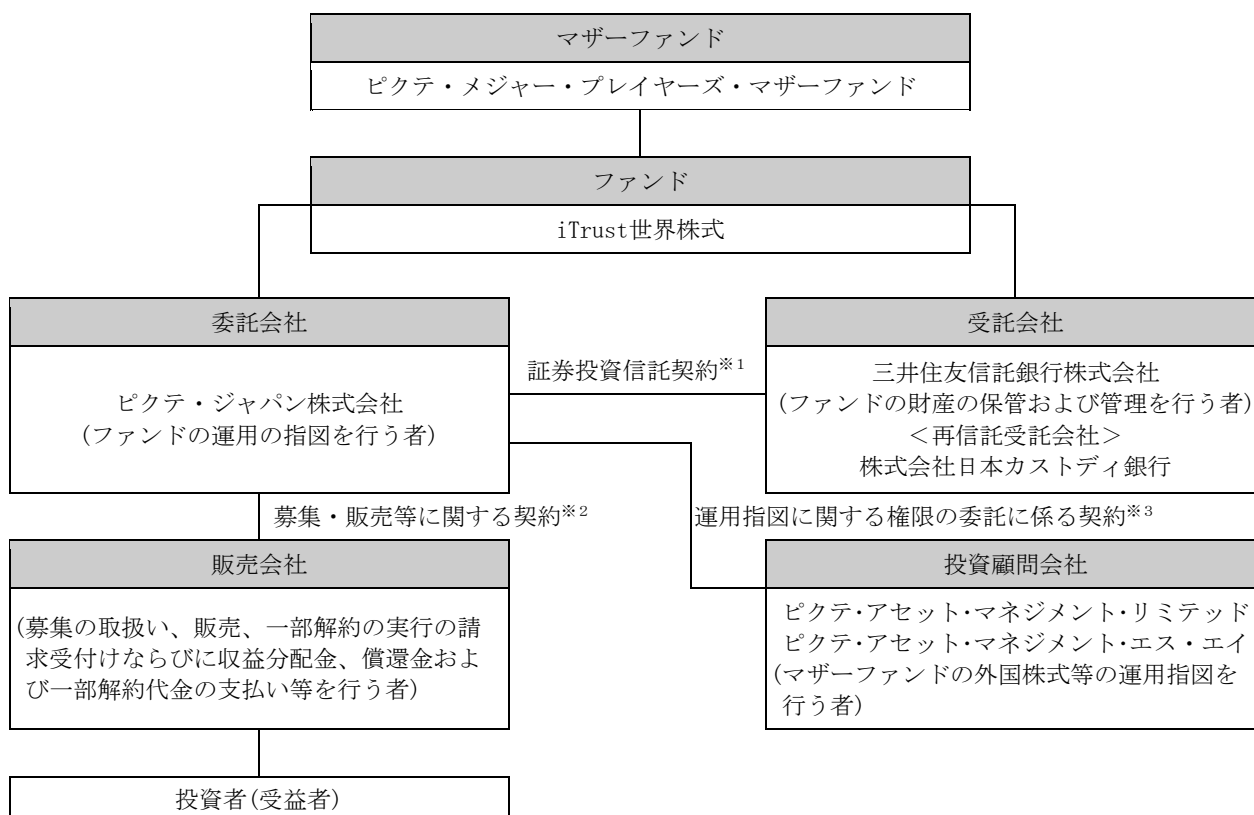 マザーファンド
ピクテ・メジャー・プレイヤーズ・マザーファンド
ファンド
iTrust世界株式
委託会社
ピクテ・ジャパン株式会社
(ファンドの運用の指図を行う者)
証券投資信託契約※1
受託会社
三井住友信託銀行株式会社
(ファンドの財産の保管および管理を行う者)
＜再信託受託会社＞
株式会社日本カストディ銀行
募集・販売等に関する契約※2
運用指図に関する権限の委託に係る契約※3
販売会社
(募集の取扱い、販売、一部解約の実行の請
求受付けならびに収益分配金、償還金およ
び一部解約代金の支払い等を行う者)
投資顧問会社
ピクテ・アセット・マネジメント・リミテッド
ピクテ・アセット・マネジメント・エス・エイ
(マザーファンドの外国株式等の運用指図を
行う者)
投資者(受益者)